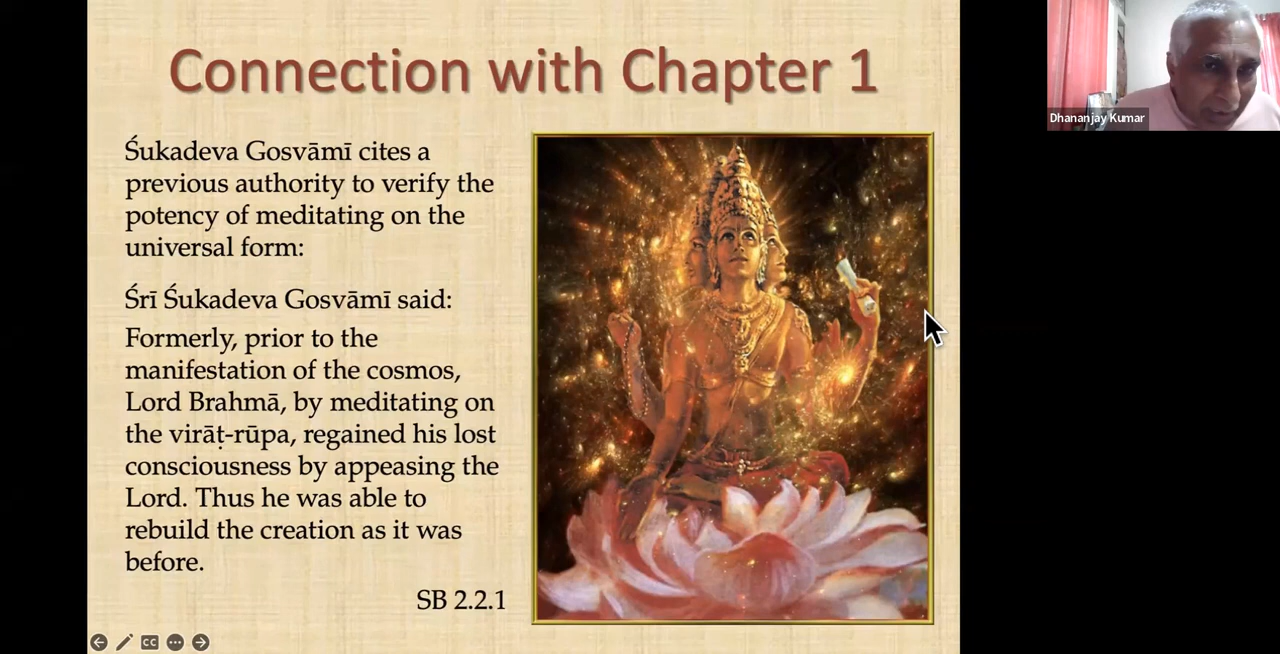 Connection with Chapter 1
Śukadeva Gosvāmī cites a
previous authority to verify the
potency of meditating on the
universal form:
Śrī Śukadeva Gosvāmī said:
Formerly, prior to the
manifestation of the cosmos,
Lord Brahmā, by meditating on
the virāṭ-rūpa, regained his lost
consciousness by appeasing the
Lord. Thus he was able to
rebuild the creation as it was
before.
SB 2.2.1
Dhananjay Kumar
CC